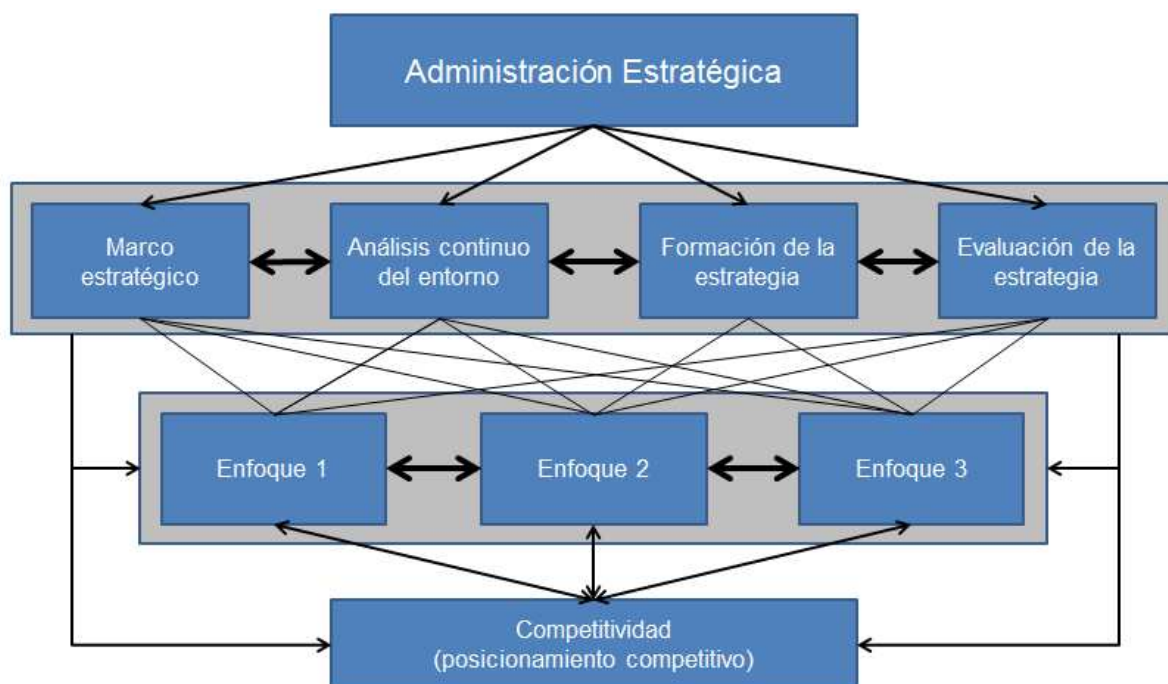 Administración Estratégica
Marco
estratégico
Análisis continuo
del entorno
Formación de la
estrategia
Evaluación de la
estrategia
Enfoque 1
Enfoque 2
Enfoque 3
Competitividad
(posicionamiento competitivo)